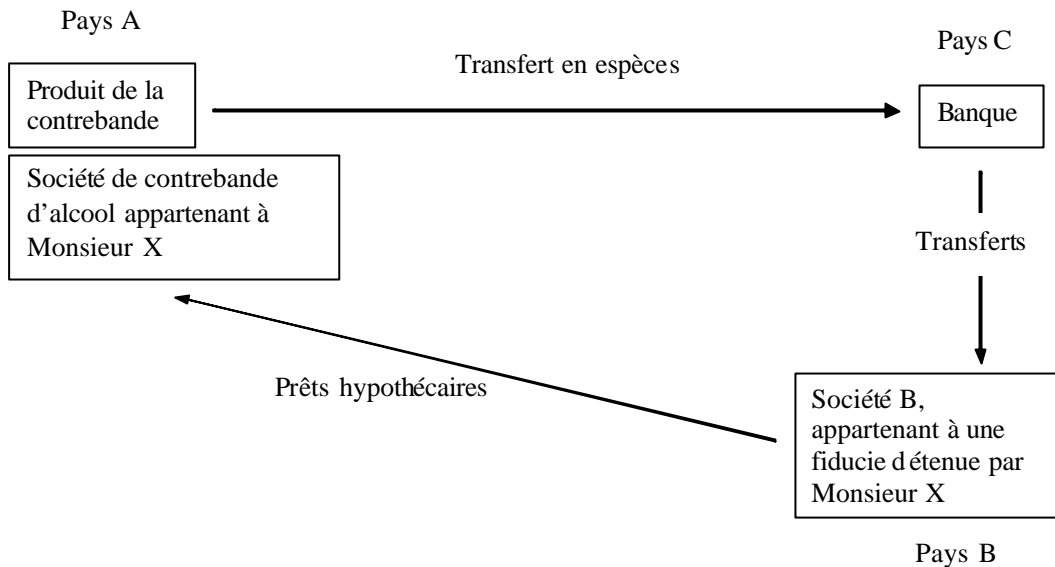 Pays A
Pays C
Transfert en espèces
Produit de la
contrebande
Banque
Société de contrebande
d’alcool appartenant à
Monsieur X
Transferts
Prêts hypothécaires
Société B,
appartenant à une
fiducie détenue par
Monsieur X
Pays B